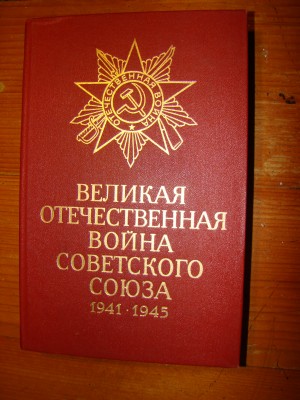 ОТЕЧЕСТВЕННАЯ ВОЙНА
ВЕЛИКАЯ
ОТЕЧЕСТВЕННАЯ
ВОЙНА
СОВЕТСКОГО
СОЮЗА
1941 · 1945